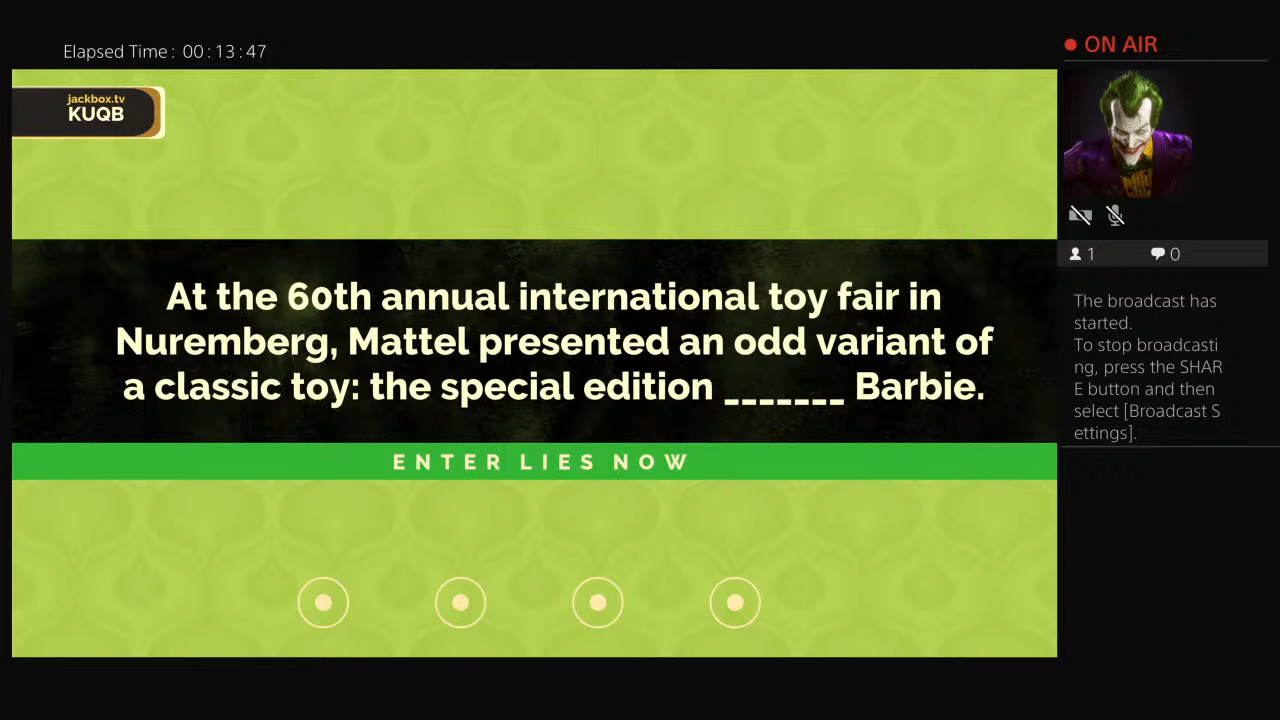 Elapsed Time: 00:13:47
ON AIR
jackbox.tv
KUQB
1
0
At the 60th annual international toy fair in
Nuremberg, Mattel presented an odd variant of
a classic toy: the special edition _______ Barbie.
ENTER LIES NOW
The broadcast has
started.
To stop broadcasti
ng, press the SHAR
E button and then
select [Broadcast S
ettings].